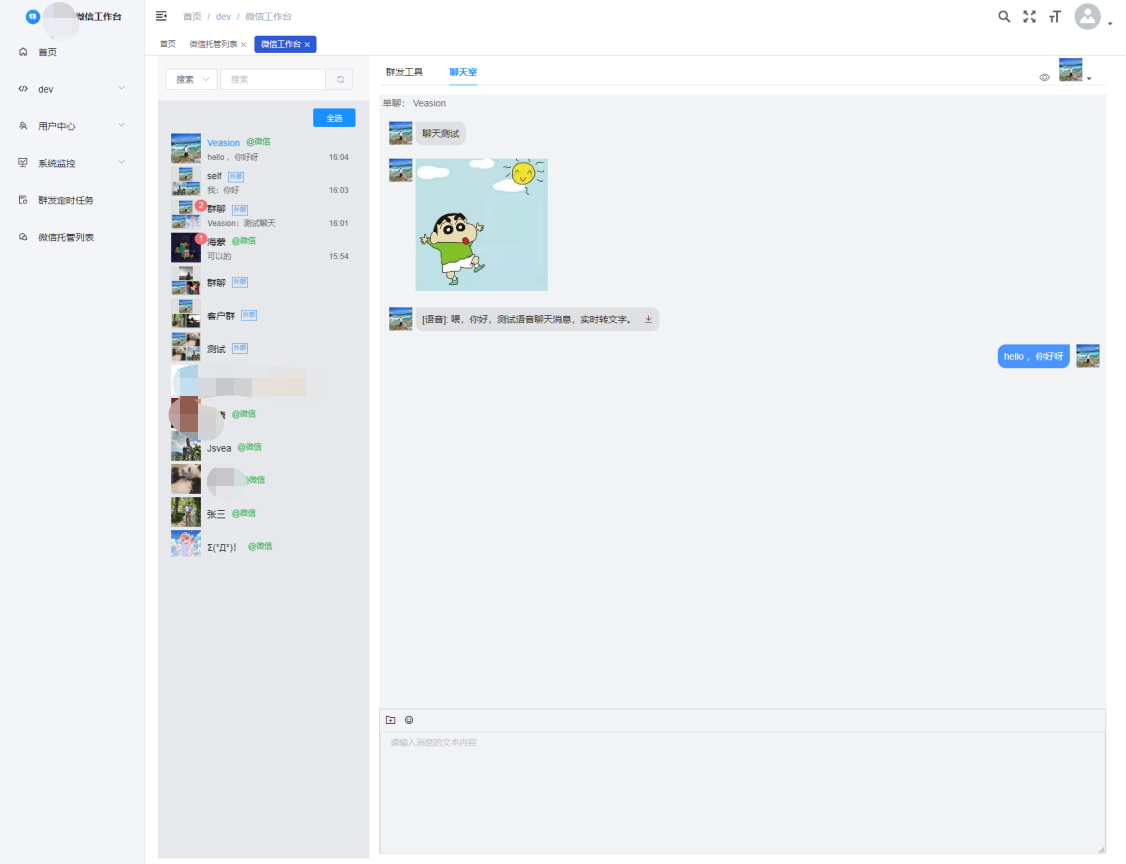 微信工作台
首页 / dev / 微信工作台
首页 微信托管列表 × 微信工作台 ×
首页
dev
用户中心
系统监控
群发定时任务
微信托管列表
搜索 搜索
全选
Veasion @微信
hello ，你好呀 16:04
self 外部
我：你好 16:03
2 群聊 外部
Veasion：测试聊天 16:01
1 海蒙 @微信
可以的 15:54
群聊 外部
客户群 外部
测试 外部
@微信
Jsvea @微信
微信
张三 @微信
Σ(°Д°)！ @微信
群发工具 聊天室
单聊： Veasion
聊天测试
[语音]: 喂，你好，测试语音聊天消息，实时转文字。
hello ，你好呀
请输入消息的文本内容